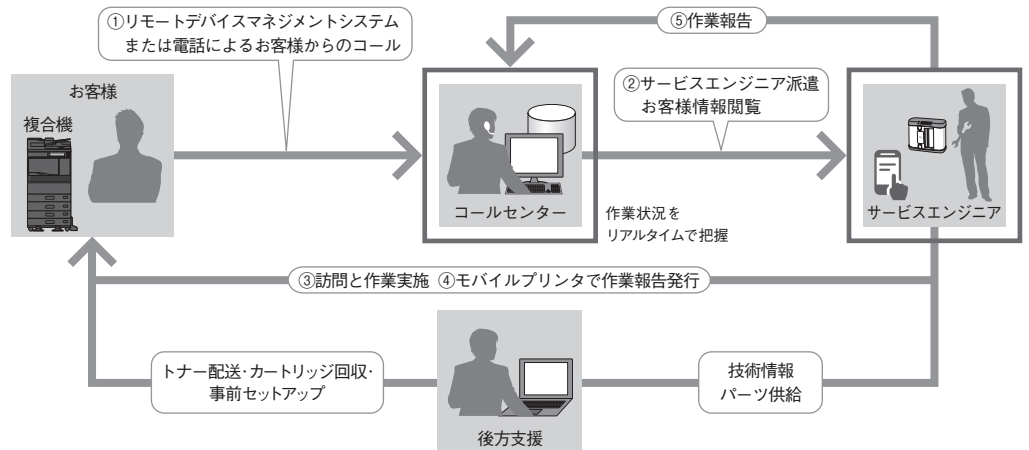 ①リモートデバイスマネジメントシステム
または電話によるお客様からのコール
⑤作業報告
②サービスエンジニア派遣
お客様情報閲覧
お客様
複合機
コールセンター
作業状況を
リアルタイムで把握
サービスエンジニア
③訪問と作業実施 ④モバイルプリンタで作業報告発行
トナー配送・カートリッジ回収・
事前セットアップ
技術情報
パーツ供給
後方支援